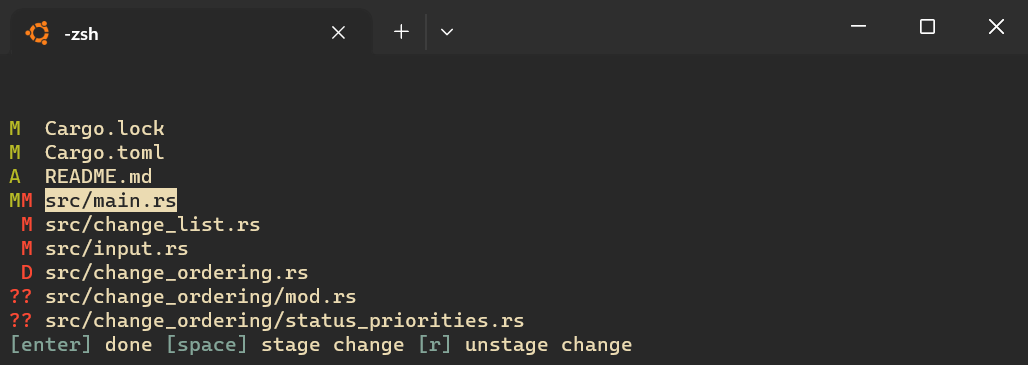 -zsh
M  Cargo.lock
M  Cargo.toml
A  README.md
MM src/main.rs
 M src/change_list.rs
 M src/input.rs
 D src/change_ordering.rs
?? src/change_ordering/mod.rs
?? src/change_ordering/status_priorities.rs
[enter] done [space] stage change [r] unstage change